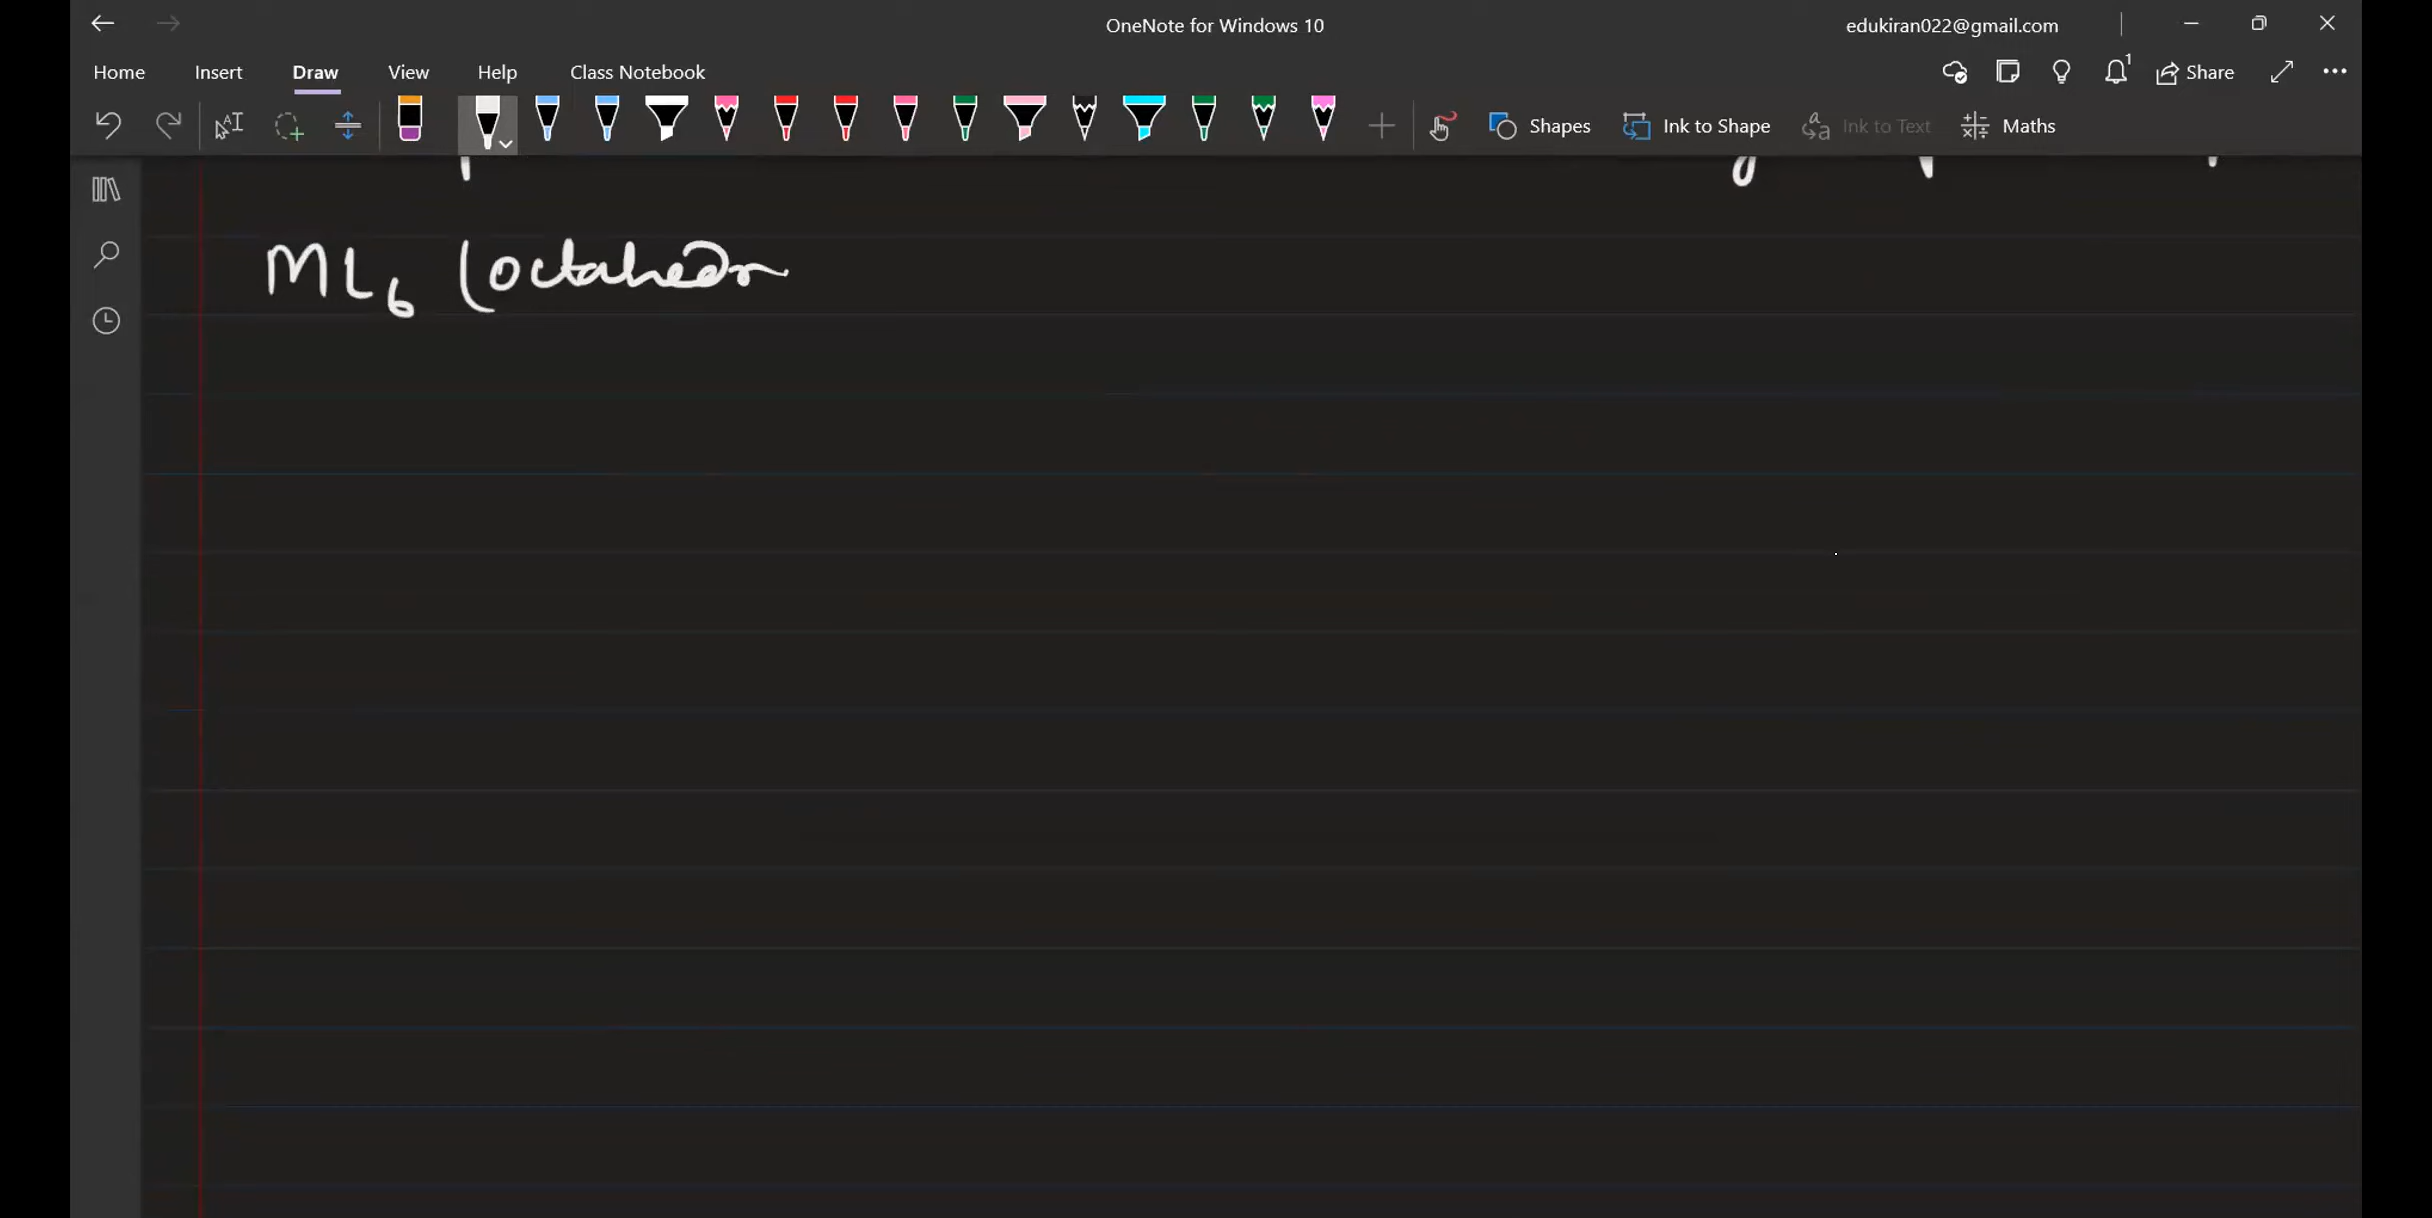 OneNote for Windows 10
edukiran022@gmail.com
Home Insert Draw View Help Class Notebook
Share
Shapes Ink to Shape Ink to Text Maths
ML6 (octahedr